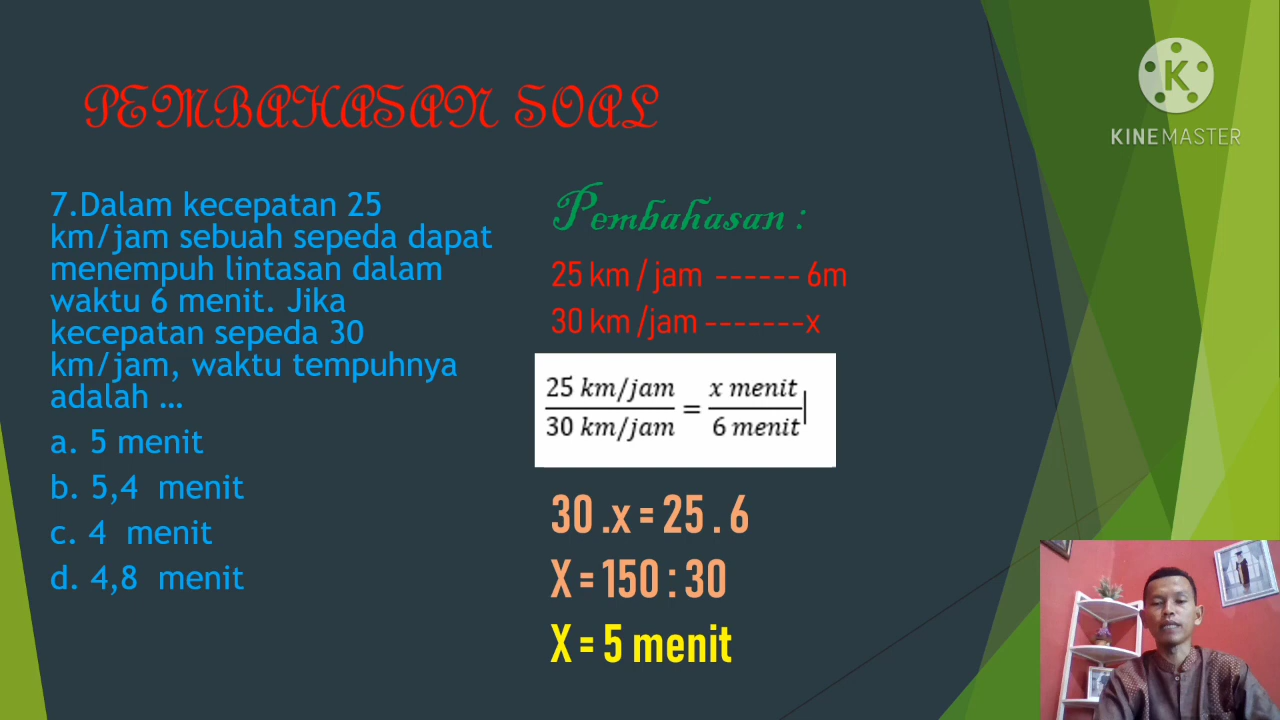 PEMBAHASAN SOAL
K
KINEMASTER
7.Dalam kecepatan 25
km/jam sebuah sepeda dapat
menempuh lintasan dalam
waktu 6 menit. Jika
kecepatan sepeda 30
km/jam, waktu tempuhnya
adalah …
a. 5 menit
b. 5,4 menit
c. 4 menit
d. 4,8 menit
Pembahasan :
25 km / jam ------ 6m
30 km /jam -------x
25 km/jam / 30 km/jam = x menit / 6 menit
30 .x = 25 . 6
X = 150 : 30
X = 5 menit